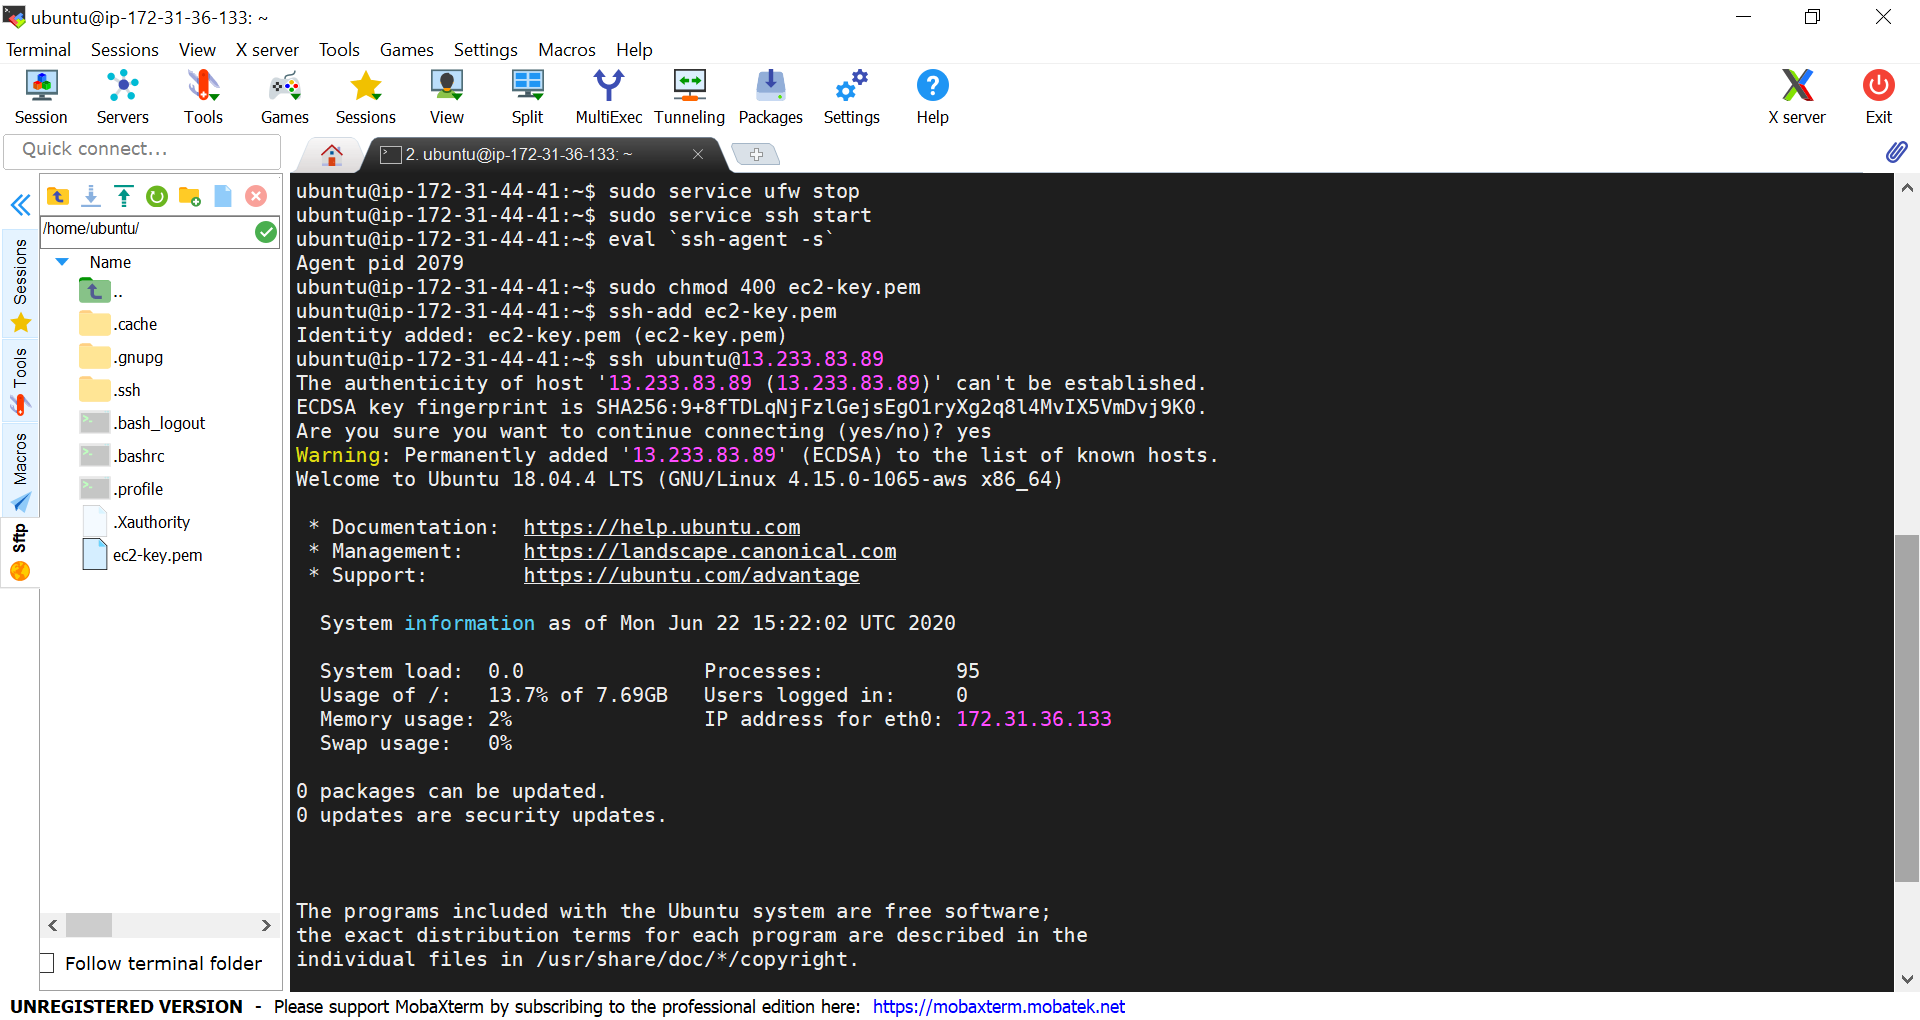 ubuntu@ip-172-31-36-133: ~
Terminal Sessions View X server Tools Games Settings Macros Help
Session Servers Tools Games Sessions View Split MultiExec Tunneling Packages Settings Help X server Exit
Quick connect...
2. ubuntu@ip-172-31-36-133: ~
/home/ubuntu/
Name
..
.cache
.gnupg
.ssh
.bash_logout
.bashrc
.profile
.Xauthority
ec2-key.pem
Follow terminal folder
Sessions
Tools
Macros
Sftp
ubuntu@ip-172-31-44-41:~$ sudo service ufw stop
ubuntu@ip-172-31-44-41:~$ sudo service ssh start
ubuntu@ip-172-31-44-41:~$ eval `ssh-agent -s`
Agent pid 2079
ubuntu@ip-172-31-44-41:~$ sudo chmod 400 ec2-key.pem
ubuntu@ip-172-31-44-41:~$ ssh-add ec2-key.pem
Identity added: ec2-key.pem (ec2-key.pem)
ubuntu@ip-172-31-44-41:~$ ssh ubuntu@13.233.83.89
The authenticity of host '13.233.83.89 (13.233.83.89)' can't be established.
ECDSA key fingerprint is SHA256:9+8fTDLqNjFzlGejsEgO1ryXg2q8l4MvIX5VmDvj9K0.
Are you sure you want to continue connecting (yes/no)? yes
Warning: Permanently added '13.233.83.89' (ECDSA) to the list of known hosts.
Welcome to Ubuntu 18.04.4 LTS (GNU/Linux 4.15.0-1065-aws x86_64)
* Documentation: https://help.ubuntu.com
* Management: https://landscape.canonical.com
* Support: https://ubuntu.com/advantage
System information as of Mon Jun 22 15:22:02 UTC 2020
System load: 0.0 Processes: 95
Usage of /: 13.7% of 7.69GB Users logged in: 0
Memory usage: 2% IP address for eth0: 172.31.36.133
Swap usage: 0%
0 packages can be updated.
0 updates are security updates.
The programs included with the Ubuntu system are free software;
the exact distribution terms for each program are described in the
individual files in /usr/share/doc/*/copyright.
UNREGISTERED VERSION - Please support MobaXterm by subscribing to the professional edition here: https://mobaxterm.mobatek.net